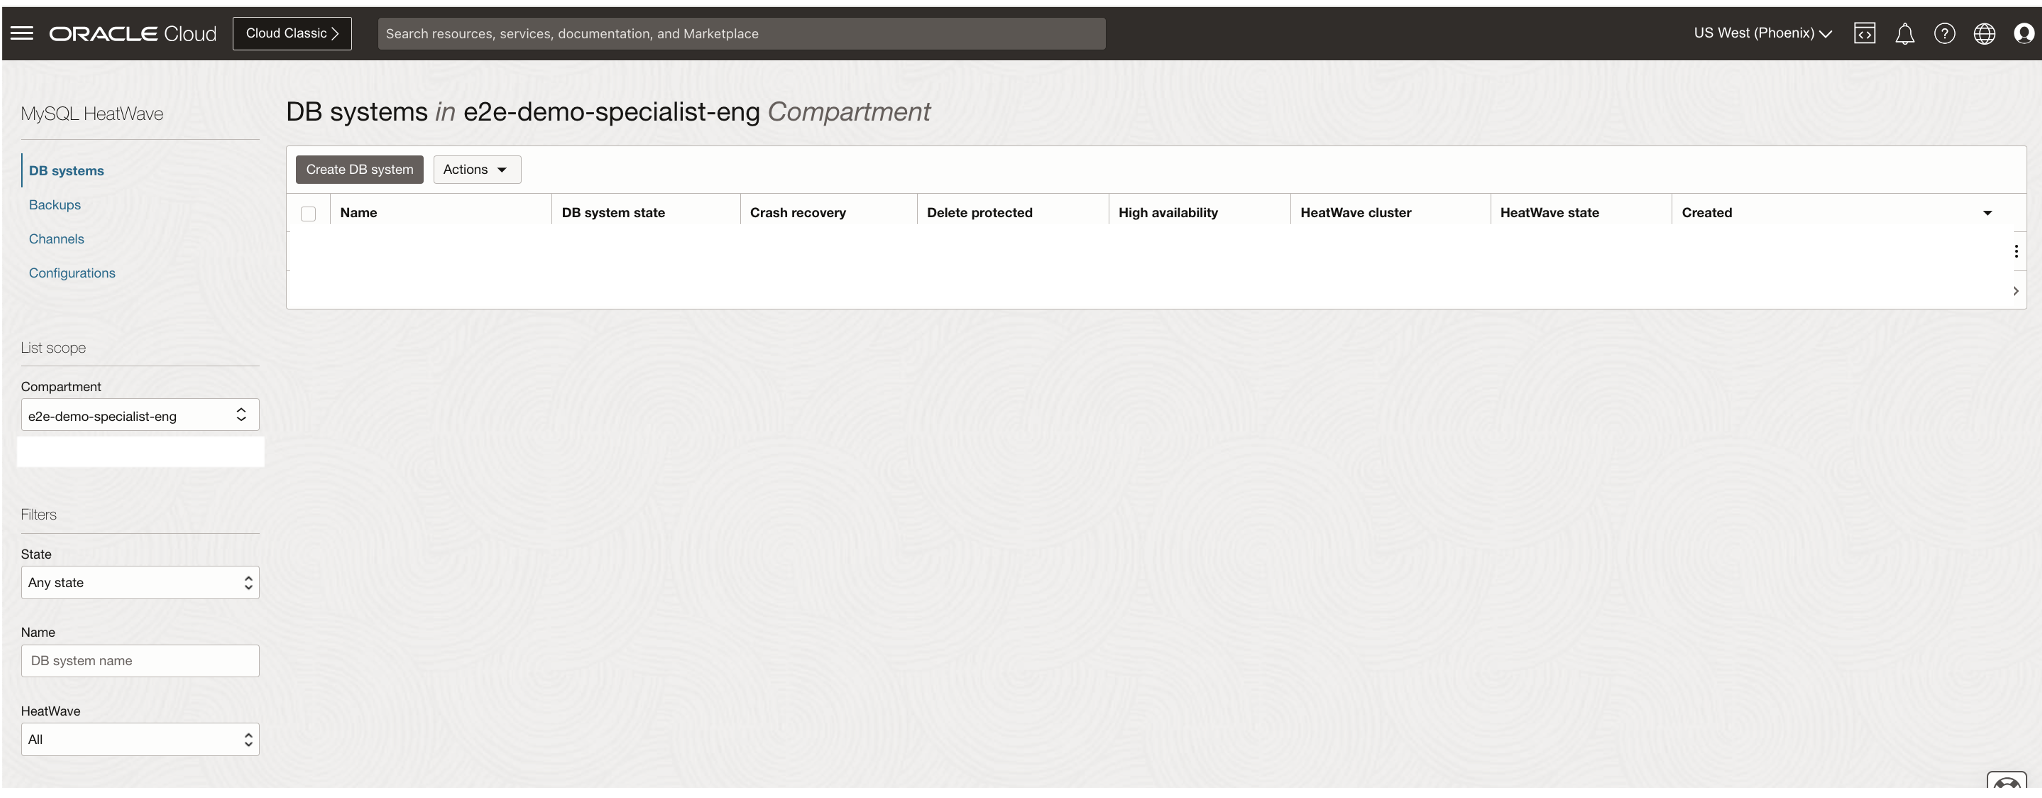 ORACLE Cloud
Cloud Classic
Search resources, services, documentation, and Marketplace
US West (Phoenix)
MySQL HeatWave
DB systems
Backups
Channels
Configurations
List scope
Compartment
e2e-demo-specialist-eng
Filters
State
Any state
Name
DB system name
HeatWave
All
DB systems in e2e-demo-specialist-eng Compartment
Create DB system
Actions
Name DB system state Crash recovery Delete protected High availability HeatWave cluster HeatWave state Created